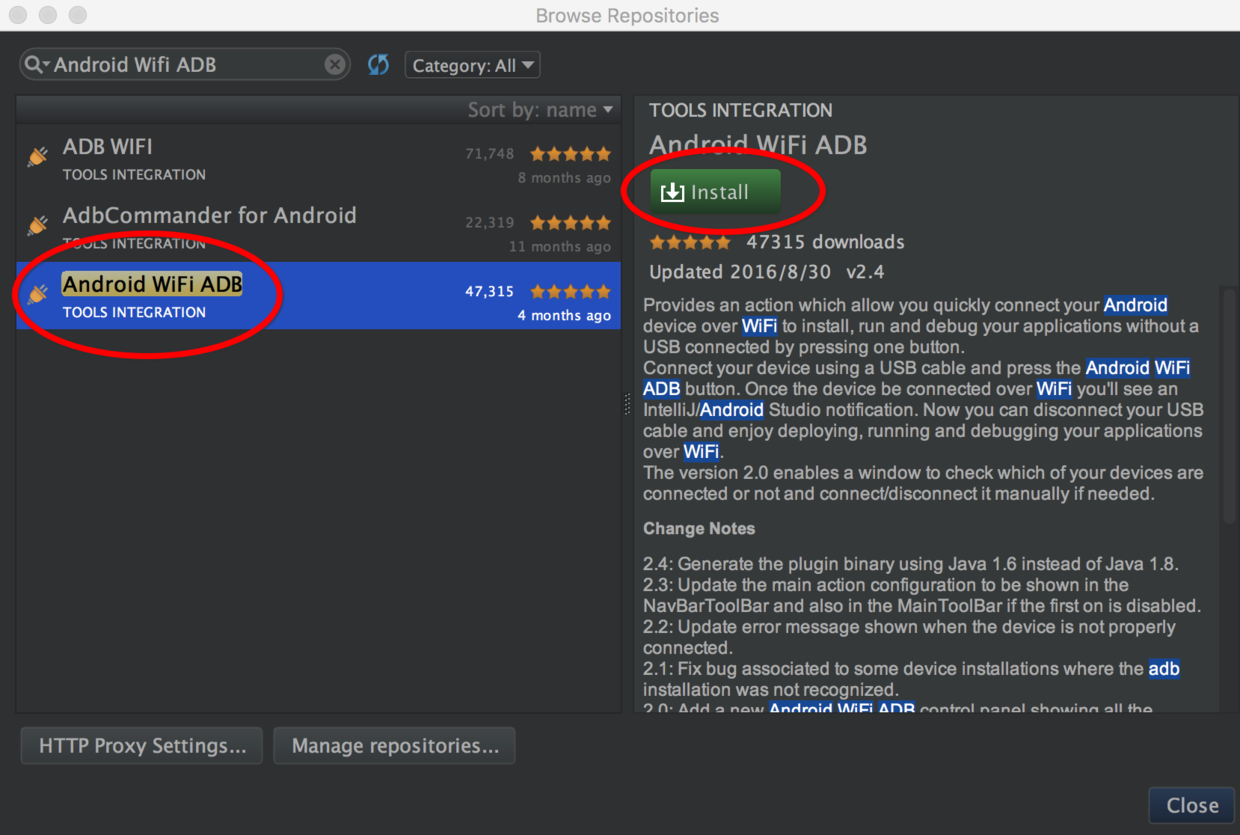 Browse Repositories
Android Wifi ADB
Category: All
Sort by: name
ADB WIFI
71,748
TOOLS INTEGRATION
8 months ago
AdbCommander for Android
22,319
TOOLS INTEGRATION
11 months ago
Android WiFi ADB
47,315
TOOLS INTEGRATION
4 months ago
TOOLS INTEGRATION
Android WiFi ADB
Install
47315 downloads
Updated 2016/8/30 v2.4
Provides an action which allow you quickly connect your Android
device over WiFi to install, run and debug your applications without a
USB connected by pressing one button.
Connect your device using a USB cable and press the Android WiFi
ADB button. Once the device be connected over WiFi you'll see an
IntelliJ/Android Studio notification. Now you can disconnect your USB
cable and enjoy deploying, running and debugging your applications
over WiFi.
The version 2.0 enables a window to check which of your devices are
connected or not and connect/disconnect it manually if needed.
Change Notes
2.4: Generate the plugin binary using Java 1.6 instead of Java 1.8.
2.3: Update the main action configuration to be shown in the
NavBarToolBar and also in the MainToolBar if the first on is disabled.
2.2: Update error message shown when the device is not properly
connected.
2.1: Fix bug associated to some device installations where the adb
installation was not recognized.
2.0: Add a new Android WiFi ADB control panel showing all the
HTTP Proxy Settings...
Manage repositories...
Close